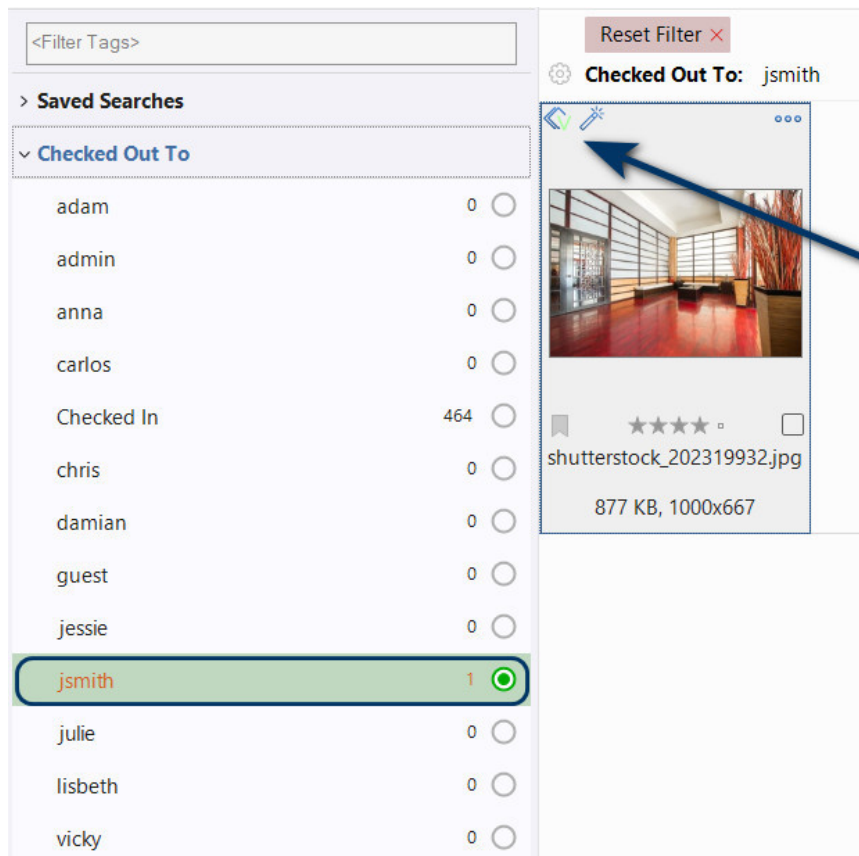 <Filter Tags>
Saved Searches
Checked Out To
adam 0
admin 0
anna 0
carlos 0
Checked In 464
chris 0
damian 0
guest 0
jessie 0
jsmith 1
julie 0
lisbeth 0
vicky 0
Reset Filter ×
Checked Out To: jsmith
shutterstock_202319932.jpg
877 KB, 1000x667